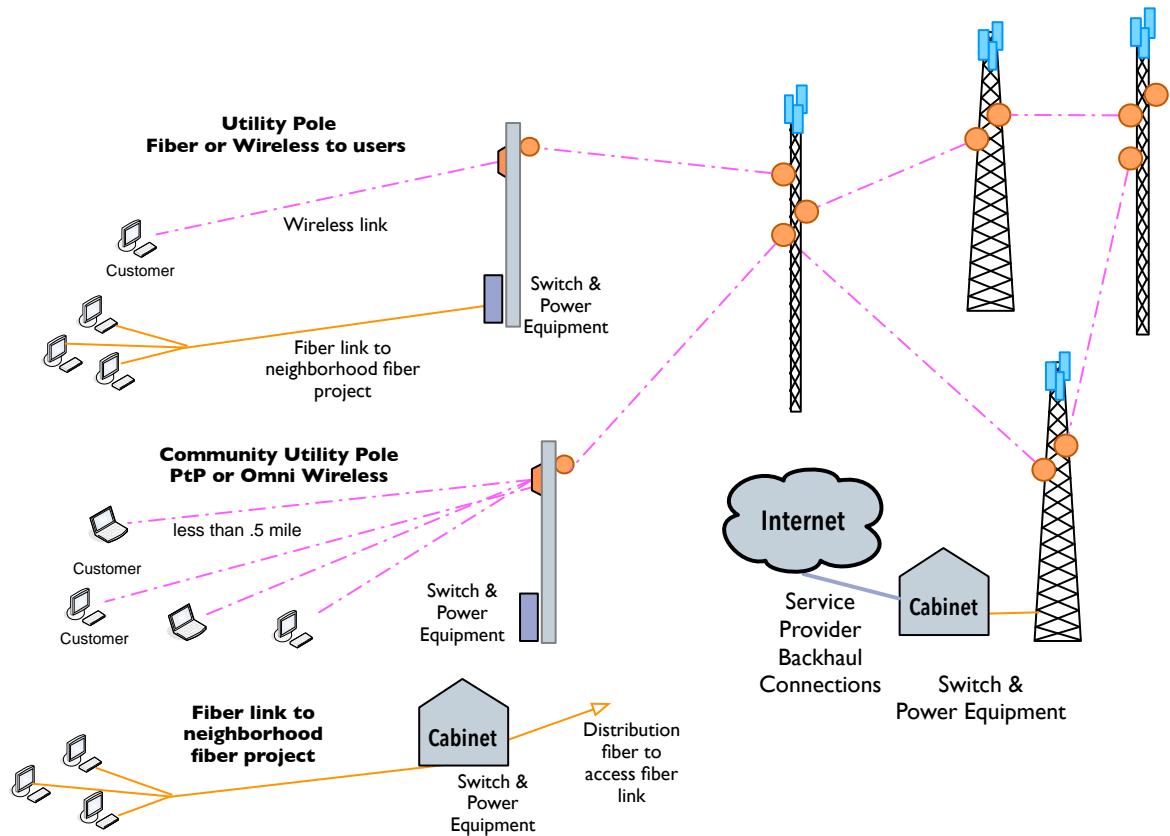 Utility Pole
Fiber or Wireless to users
Wireless link
Customer
Switch &
Power
Equipment
Fiber link to
neighborhood fiber
project
Community Utility Pole
PtP or Omni Wireless
less than .5 mile
Customer
Customer
Switch &
Power
Equipment
Internet
Cabinet
Service
Provider
Backhaul
Connections
Switch &
Power Equipment
Fiber link to
neighborhood
fiber project
Cabinet
Switch &
Power
Equipment
Distribution
fiber to
access fiber
link